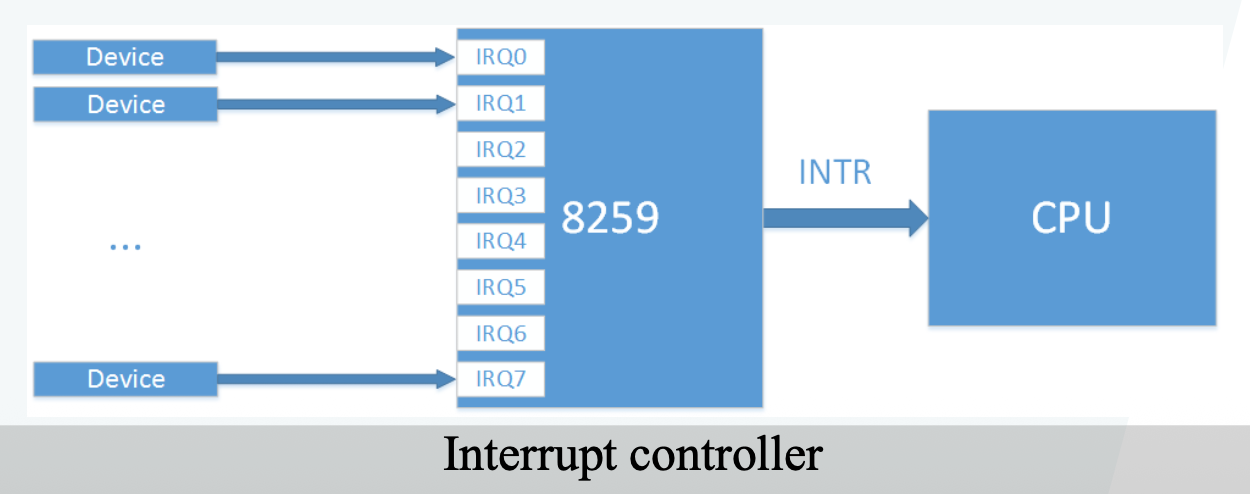 Device
IRQ0
Device
IRQ1
IRQ2
IRQ3
IRQ4
IRQ5
IRQ6
Device
IRQ7
...
8259
INTR
CPU
Interrupt controller